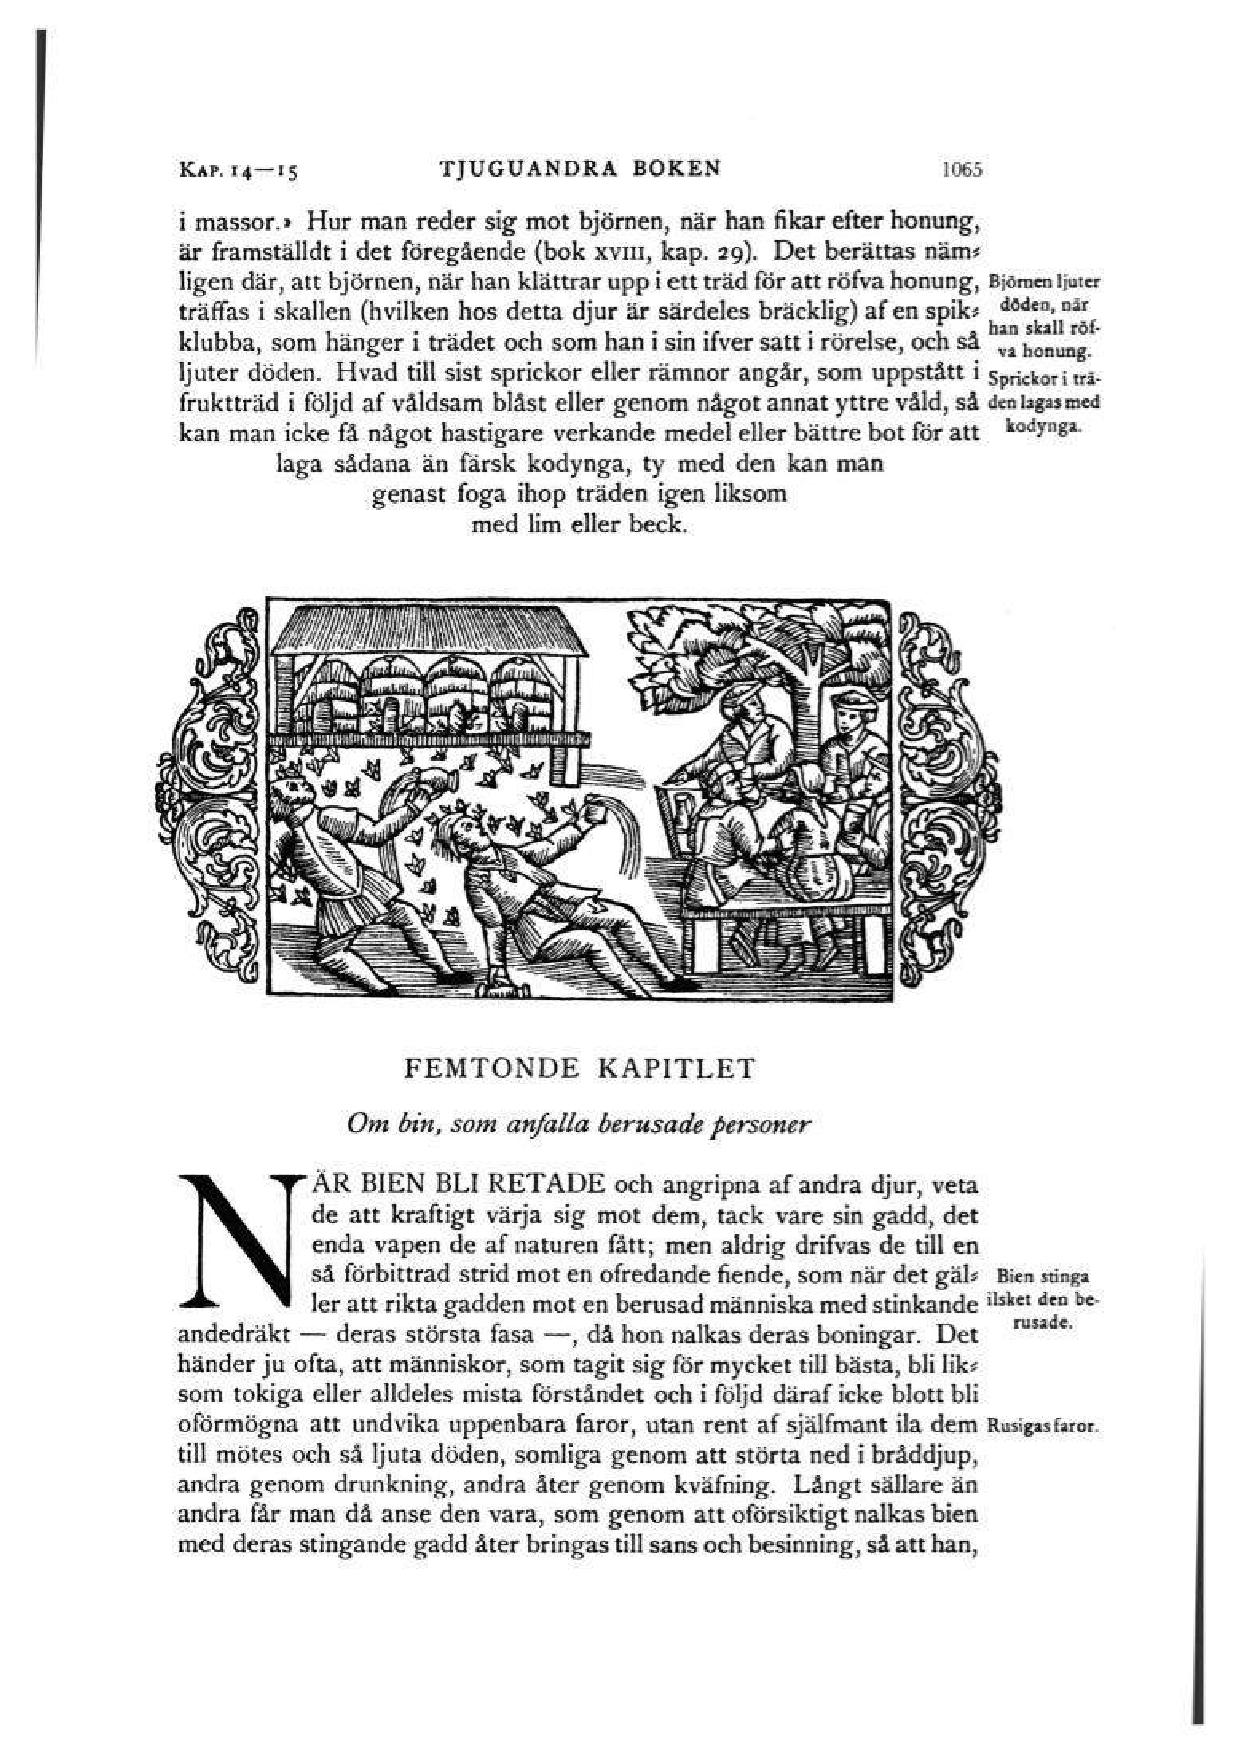 KAP. 14—15 TJUGUANDRA BOKEN 1065
i massor.» Hur man reder sig mot björnen, när han fikar efter honung,
är framställdt i det föregående (bok XVIII, kap. 29). Det berättas näm⸗
ligen där, att björnen, när han klättrar upp i ett träd för att röfva honung,
träffas i skallen (hvilken hos detta djur är särdeles bräcklig) af en spik⸗
klubba, som hänger i trädet och som han i sin ifver satt i rörelse, och så
ljuter döden. Hvad till sist sprickor eller rämnor angår, som uppstått i
fruktträd i följd af våldsam blåst eller genom något annat yttre våld, så
kan man icke få något hastigare verkande medel eller bättre bot för att
laga sådana än färsk kodynga, ty med den kan man
genast foga ihop träden igen liksom
med lim eller beck.
Björnen ljuter
döden, när
han skall röf-
va honung.
Sprickor i trä-
den lagas med
kodynga.
FEMTONDE KAPITLET
Om bin, som anfalla berusade personer
NÄR BIEN BLI RETADE och angripna af andra djur, veta
de att kraftigt värja sig mot dem, tack vare sin gadd, det
enda vapen de af naturen fått; men aldrig drifvas de till en
så förbittrad strid mot en ofredande fiende, som när det gäl⸗
ler att rikta gadden mot en berusad människa med stinkande
andedräkt — deras största fasa —, då hon nalkas deras boningar. Det
händer ju ofta, att människor, som tagit sig för mycket till bästa, bli lik⸗
som tokiga eller alldeles mista förståndet och i följd däraf icke blott bli
oförmögna att undvika uppenbara faror, utan rent af själfmant ila dem
till mötes och så ljuta döden, somliga genom att störta ned i bråddjup,
andra genom drunkning, andra åter genom kväfning. Långt sällare än
andra får man då anse den vara, som genom att oförsiktigt nalkas bien
med deras stingande gadd åter bringas till sans och besinning, så att han,
Bien stinga
ilsket den be-
rusade.
Rusigas faror.